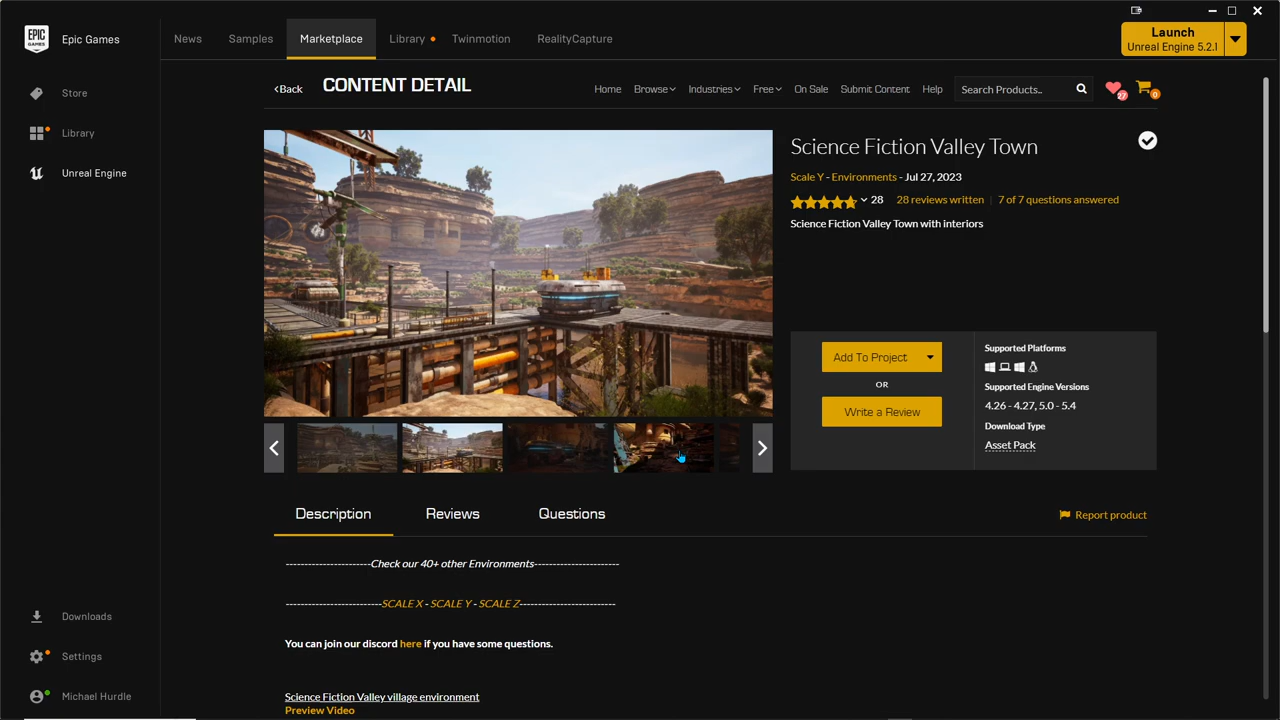 EPIC GAMES
Epic Games
News
Samples
Marketplace
Library
Twinmotion
RealityCapture
Launch
Unreal Engine 5.2.1
Store
Library
Unreal Engine
Back
CONTENT DETAIL
Home
Browse
Industries
Free
On Sale
Submit Content
Help
Search Products..
27
0
Science Fiction Valley Town
Scale Y - Environments - Jul 27, 2023
28
28 reviews written
7 of 7 questions answered
Science Fiction Valley Town with interiors
Add To Project
OR
Write a Review
Supported Platforms
Supported Engine Versions
4.26 - 4.27, 5.0 - 5.4
Download Type
Asset Pack
Description
Reviews
Questions
Report product
-----------------------Check our 40+ other Environments-----------------------
--------------------------SCALE X - SCALE Y - SCALE Z--------------------------
You can join our discord here if you have some questions.
Science Fiction Valley village environment
Preview Video
Downloads
Settings
Michael Hurdle